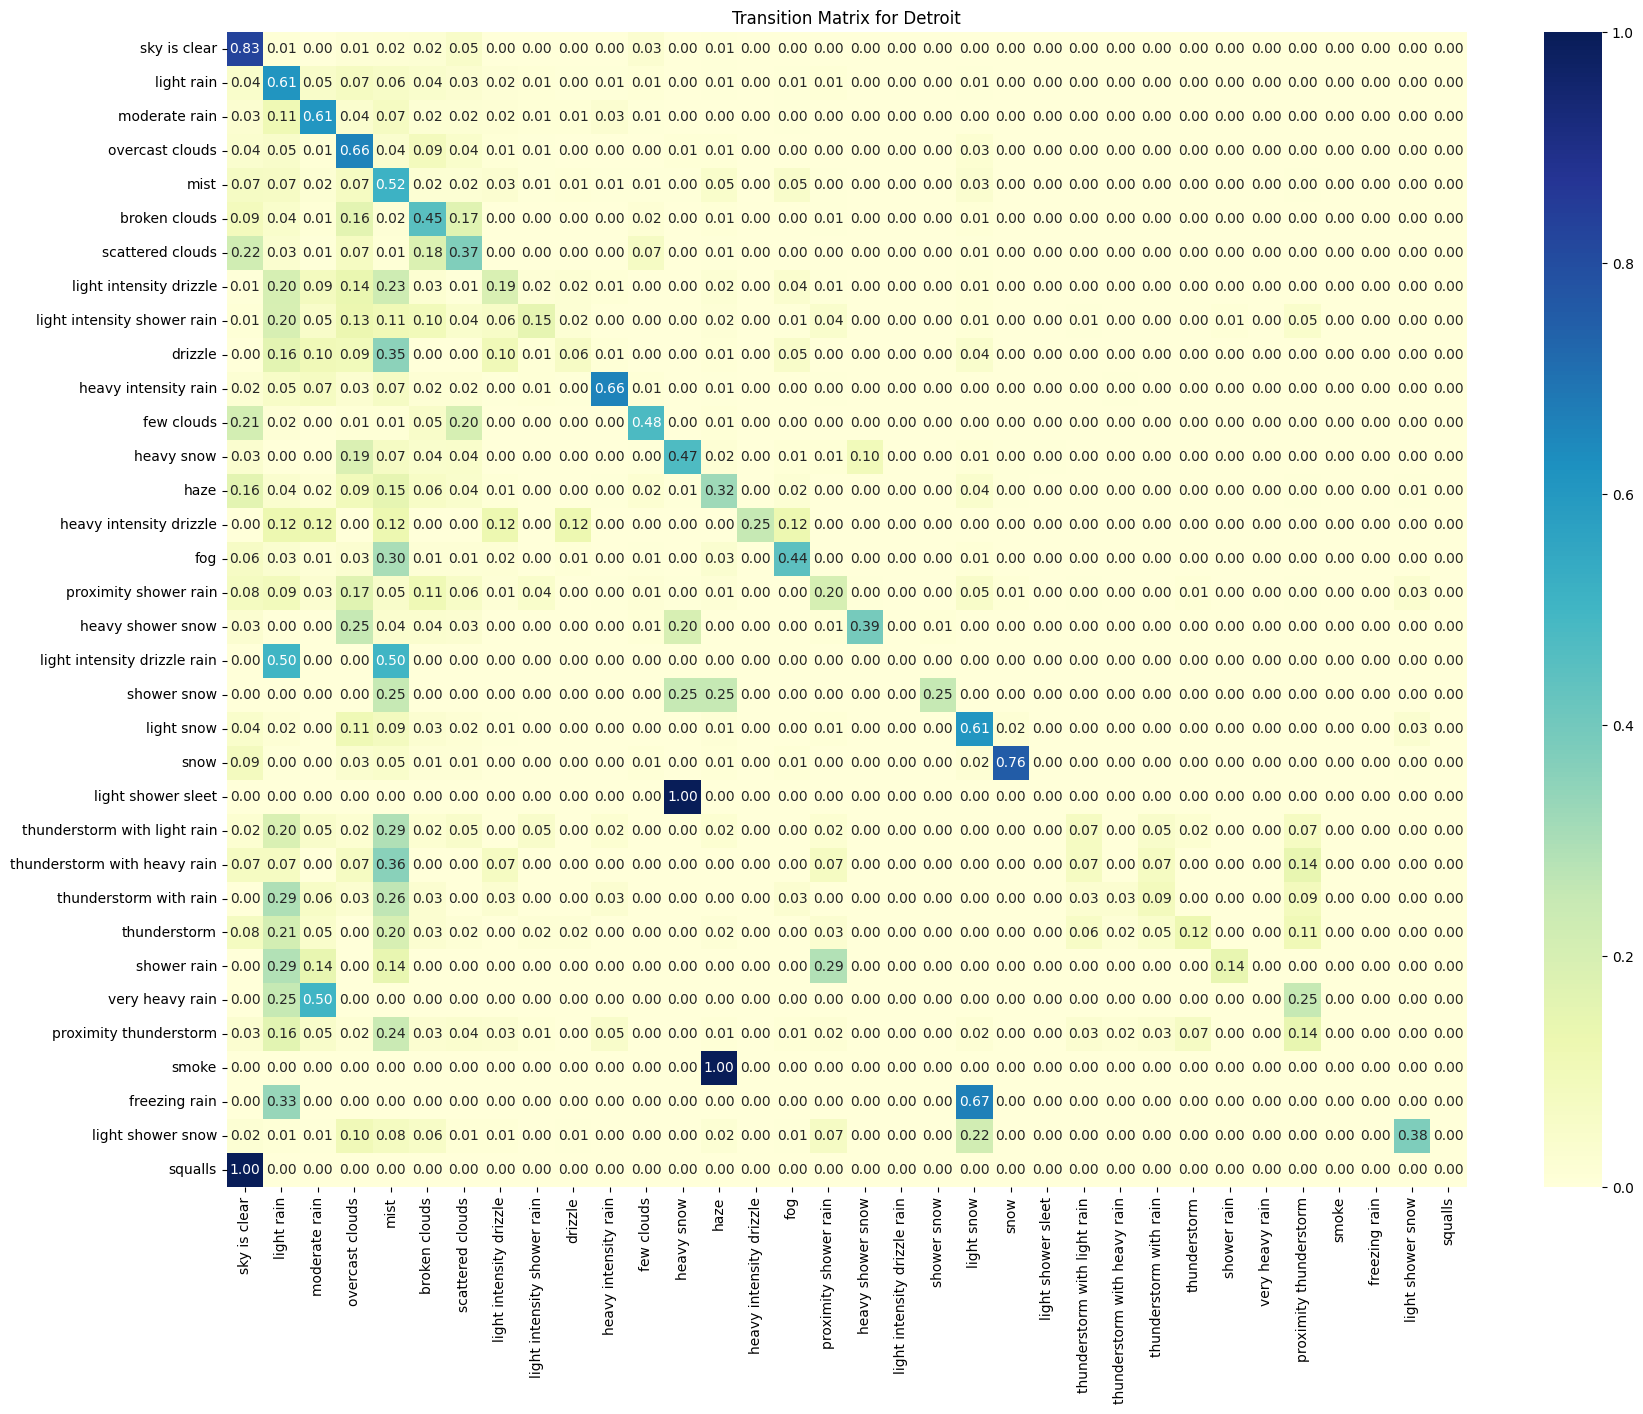 Transition Matrix for Detroit
sky is clear 0.83 0.01 0.00 0.01 0.02 0.02 0.05 0.00 0.00 0.00 0.00 0.03 0.00 0.01 0.00 0.00 0.00 0.00 0.00 0.00 0.00 0.00 0.00 0.00 0.00 0.00 0.00 0.00 0.00 0.00 0.00 0.00 0.00 0.00
light rain 0.04 0.61 0.05 0.07 0.06 0.04 0.03 0.02 0.01 0.00 0.01 0.01 0.00 0.01 0.00 0.01 0.01 0.00 0.00 0.00 0.01 0.00 0.00 0.00 0.00 0.00 0.00 0.00 0.00 0.00 0.00 0.00 0.00 0.00
moderate rain 0.03 0.11 0.61 0.04 0.07 0.02 0.02 0.02 0.01 0.01 0.03 0.01 0.00 0.00 0.00 0.00 0.00 0.00 0.00 0.00 0.00 0.00 0.00 0.00 0.00 0.00 0.00 0.00 0.00 0.00 0.00 0.00 0.00 0.00
overcast clouds 0.04 0.05 0.01 0.66 0.04 0.09 0.04 0.01 0.01 0.00 0.00 0.00 0.01 0.01 0.00 0.00 0.00 0.00 0.00 0.00 0.03 0.00 0.00 0.00 0.00 0.00 0.00 0.00 0.00 0.00 0.00 0.00 0.00 0.00
mist 0.07 0.07 0.02 0.07 0.52 0.02 0.02 0.03 0.01 0.01 0.01 0.01 0.00 0.05 0.00 0.05 0.00 0.00 0.00 0.00 0.03 0.00 0.00 0.00 0.00 0.00 0.00 0.00 0.00 0.00 0.00 0.00 0.00 0.00
broken clouds 0.09 0.04 0.01 0.16 0.02 0.45 0.17 0.00 0.00 0.00 0.00 0.02 0.00 0.01 0.00 0.00 0.01 0.00 0.00 0.00 0.01 0.00 0.00 0.00 0.00 0.00 0.00 0.00 0.00 0.00 0.00 0.00 0.00 0.00
scattered clouds 0.22 0.03 0.01 0.07 0.01 0.18 0.37 0.00 0.00 0.00 0.00 0.07 0.00 0.01 0.00 0.00 0.00 0.00 0.00 0.00 0.01 0.00 0.00 0.00 0.00 0.00 0.00 0.00 0.00 0.00 0.00 0.00 0.00 0.00
light intensity drizzle 0.01 0.20 0.09 0.14 0.23 0.03 0.01 0.19 0.02 0.02 0.01 0.00 0.00 0.02 0.00 0.04 0.01 0.00 0.00 0.00 0.01 0.00 0.00 0.00 0.00 0.00 0.00 0.00 0.00 0.00 0.00 0.00 0.00 0.00
light intensity shower rain 0.01 0.20 0.05 0.13 0.11 0.10 0.04 0.06 0.15 0.02 0.00 0.00 0.00 0.02 0.00 0.01 0.04 0.00 0.00 0.00 0.01 0.00 0.00 0.01 0.00 0.00 0.00 0.01 0.00 0.05 0.00 0.00 0.00 0.00
drizzle 0.00 0.16 0.10 0.09 0.35 0.00 0.00 0.10 0.01 0.06 0.01 0.00 0.00 0.01 0.00 0.05 0.00 0.00 0.00 0.00 0.04 0.00 0.00 0.00 0.00 0.00 0.00 0.00 0.00 0.00 0.00 0.00 0.00 0.00
heavy intensity rain 0.02 0.05 0.07 0.03 0.07 0.02 0.02 0.00 0.01 0.00 0.66 0.01 0.00 0.01 0.00 0.00 0.00 0.00 0.00 0.00 0.00 0.00 0.00 0.00 0.00 0.00 0.00 0.00 0.00 0.00 0.00 0.00 0.00 0.00
few clouds 0.21 0.02 0.00 0.01 0.01 0.05 0.20 0.00 0.00 0.00 0.00 0.48 0.00 0.01 0.00 0.00 0.00 0.00 0.00 0.00 0.00 0.00 0.00 0.00 0.00 0.00 0.00 0.00 0.00 0.00 0.00 0.00 0.00 0.00
heavy snow 0.03 0.00 0.00 0.19 0.07 0.04 0.04 0.00 0.00 0.00 0.00 0.00 0.47 0.02 0.00 0.01 0.01 0.10 0.00 0.00 0.01 0.00 0.00 0.00 0.00 0.00 0.00 0.00 0.00 0.00 0.00 0.00 0.00 0.00
haze 0.16 0.04 0.02 0.09 0.15 0.06 0.04 0.01 0.00 0.00 0.00 0.02 0.01 0.32 0.00 0.02 0.00 0.00 0.00 0.00 0.04 0.00 0.00 0.00 0.00 0.00 0.00 0.00 0.00 0.00 0.00 0.00 0.01 0.00
heavy intensity drizzle 0.00 0.12 0.12 0.00 0.12 0.00 0.00 0.12 0.00 0.12 0.00 0.00 0.00 0.00 0.25 0.12 0.00 0.00 0.00 0.00 0.00 0.00 0.00 0.00 0.00 0.00 0.00 0.00 0.00 0.00 0.00 0.00 0.00 0.00
fog 0.06 0.03 0.01 0.03 0.30 0.01 0.01 0.02 0.00 0.01 0.00 0.01 0.00 0.03 0.00 0.44 0.00 0.00 0.00 0.00 0.01 0.00 0.00 0.00 0.00 0.00 0.00 0.00 0.00 0.00 0.00 0.00 0.00 0.00
proximity shower rain 0.08 0.09 0.03 0.17 0.05 0.11 0.06 0.01 0.04 0.00 0.00 0.01 0.00 0.01 0.00 0.00 0.20 0.00 0.00 0.00 0.05 0.01 0.00 0.00 0.00 0.00 0.01 0.00 0.00 0.00 0.00 0.00 0.03 0.00
heavy shower snow 0.03 0.00 0.00 0.25 0.04 0.04 0.03 0.00 0.00 0.00 0.00 0.01 0.20 0.00 0.00 0.00 0.01 0.39 0.00 0.01 0.00 0.00 0.00 0.00 0.00 0.00 0.00 0.00 0.00 0.00 0.00 0.00 0.00 0.00
light intensity drizzle rain 0.00 0.50 0.00 0.00 0.50 0.00 0.00 0.00 0.00 0.00 0.00 0.00 0.00 0.00 0.00 0.00 0.00 0.00 0.00 0.00 0.00 0.00 0.00 0.00 0.00 0.00 0.00 0.00 0.00 0.00 0.00 0.00 0.00 0.00
shower snow 0.00 0.00 0.00 0.00 0.25 0.00 0.00 0.00 0.00 0.00 0.00 0.00 0.25 0.25 0.00 0.00 0.00 0.00 0.00 0.25 0.00 0.00 0.00 0.00 0.00 0.00 0.00 0.00 0.00 0.00 0.00 0.00 0.00 0.00
light snow 0.04 0.02 0.00 0.11 0.09 0.03 0.02 0.01 0.00 0.00 0.00 0.00 0.00 0.01 0.00 0.00 0.01 0.00 0.00 0.00 0.61 0.02 0.00 0.00 0.00 0.00 0.00 0.00 0.00 0.00 0.00 0.00 0.03 0.00
snow 0.09 0.00 0.00 0.03 0.05 0.01 0.01 0.00 0.00 0.00 0.00 0.01 0.00 0.01 0.00 0.01 0.00 0.00 0.00 0.00 0.02 0.76 0.00 0.00 0.00 0.00 0.00 0.00 0.00 0.00 0.00 0.00 0.00 0.00
light shower sleet 0.00 0.00 0.00 0.00 0.00 0.00 0.00 0.00 0.00 0.00 0.00 0.00 1.00 0.00 0.00 0.00 0.00 0.00 0.00 0.00 0.00 0.00 0.00 0.00 0.00 0.00 0.00 0.00 0.00 0.00 0.00 0.00 0.00 0.00
thunderstorm with light rain 0.02 0.20 0.05 0.02 0.29 0.02 0.05 0.00 0.05 0.00 0.02 0.00 0.00 0.02 0.00 0.00 0.02 0.00 0.00 0.00 0.00 0.00 0.00 0.07 0.00 0.05 0.02 0.00 0.00 0.07 0.00 0.00 0.00 0.00
thunderstorm with heavy rain 0.07 0.07 0.00 0.07 0.36 0.00 0.00 0.07 0.00 0.00 0.00 0.00 0.00 0.00 0.00 0.00 0.07 0.00 0.00 0.00 0.00 0.00 0.00 0.07 0.00 0.07 0.00 0.00 0.00 0.14 0.00 0.00 0.00 0.00
thunderstorm with rain 0.00 0.29 0.06 0.03 0.26 0.03 0.00 0.03 0.00 0.00 0.03 0.00 0.00 0.00 0.00 0.03 0.00 0.00 0.00 0.00 0.00 0.00 0.00 0.03 0.03 0.09 0.00 0.00 0.00 0.09 0.00 0.00 0.00 0.00
thunderstorm 0.08 0.21 0.05 0.00 0.20 0.03 0.02 0.00 0.02 0.02 0.00 0.00 0.00 0.02 0.00 0.00 0.03 0.00 0.00 0.00 0.00 0.00 0.00 0.06 0.02 0.05 0.12 0.00 0.00 0.11 0.00 0.00 0.00 0.00
shower rain 0.00 0.29 0.14 0.00 0.14 0.00 0.00 0.00 0.00 0.00 0.00 0.00 0.00 0.00 0.00 0.00 0.29 0.00 0.00 0.00 0.00 0.00 0.00 0.00 0.00 0.00 0.00 0.14 0.00 0.00 0.00 0.00 0.00 0.00
very heavy rain 0.00 0.25 0.50 0.00 0.00 0.00 0.00 0.00 0.00 0.00 0.00 0.00 0.00 0.00 0.00 0.00 0.00 0.00 0.00 0.00 0.00 0.00 0.00 0.00 0.00 0.00 0.00 0.00 0.00 0.25 0.00 0.00 0.00 0.00
proximity thunderstorm 0.03 0.16 0.05 0.02 0.24 0.03 0.04 0.03 0.01 0.00 0.05 0.00 0.00 0.01 0.00 0.01 0.02 0.00 0.00 0.00 0.02 0.00 0.00 0.03 0.02 0.03 0.07 0.00 0.00 0.14 0.00 0.00 0.00 0.00
smoke 0.00 0.00 0.00 0.00 0.00 0.00 0.00 0.00 0.00 0.00 0.00 0.00 0.00 1.00 0.00 0.00 0.00 0.00 0.00 0.00 0.00 0.00 0.00 0.00 0.00 0.00 0.00 0.00 0.00 0.00 0.00 0.00 0.00 0.00
freezing rain 0.00 0.33 0.00 0.00 0.00 0.00 0.00 0.00 0.00 0.00 0.00 0.00 0.00 0.00 0.00 0.00 0.00 0.00 0.00 0.00 0.67 0.00 0.00 0.00 0.00 0.00 0.00 0.00 0.00 0.00 0.00 0.00 0.00 0.00
light shower snow 0.02 0.01 0.01 0.10 0.08 0.06 0.01 0.01 0.00 0.01 0.00 0.00 0.00 0.02 0.00 0.01 0.07 0.00 0.00 0.00 0.22 0.00 0.00 0.00 0.00 0.00 0.00 0.00 0.00 0.00 0.00 0.00 0.38 0.00
squalls 1.00 0.00 0.00 0.00 0.00 0.00 0.00 0.00 0.00 0.00 0.00 0.00 0.00 0.00 0.00 0.00 0.00 0.00 0.00 0.00 0.00 0.00 0.00 0.00 0.00 0.00 0.00 0.00 0.00 0.00 0.00 0.00 0.00 0.00
sky is clear
light rain
moderate rain
overcast clouds
mist
broken clouds
scattered clouds
light intensity drizzle
light intensity shower rain
drizzle
heavy intensity rain
few clouds
heavy snow
haze
heavy intensity drizzle
fog
proximity shower rain
heavy shower snow
light intensity drizzle rain
shower snow
light snow
snow
light shower sleet
thunderstorm with light rain
thunderstorm with heavy rain
thunderstorm with rain
thunderstorm
shower rain
very heavy rain
proximity thunderstorm
smoke
freezing rain
light shower snow
squalls
1.0
0.8
0.6
0.4
0.2
0.0